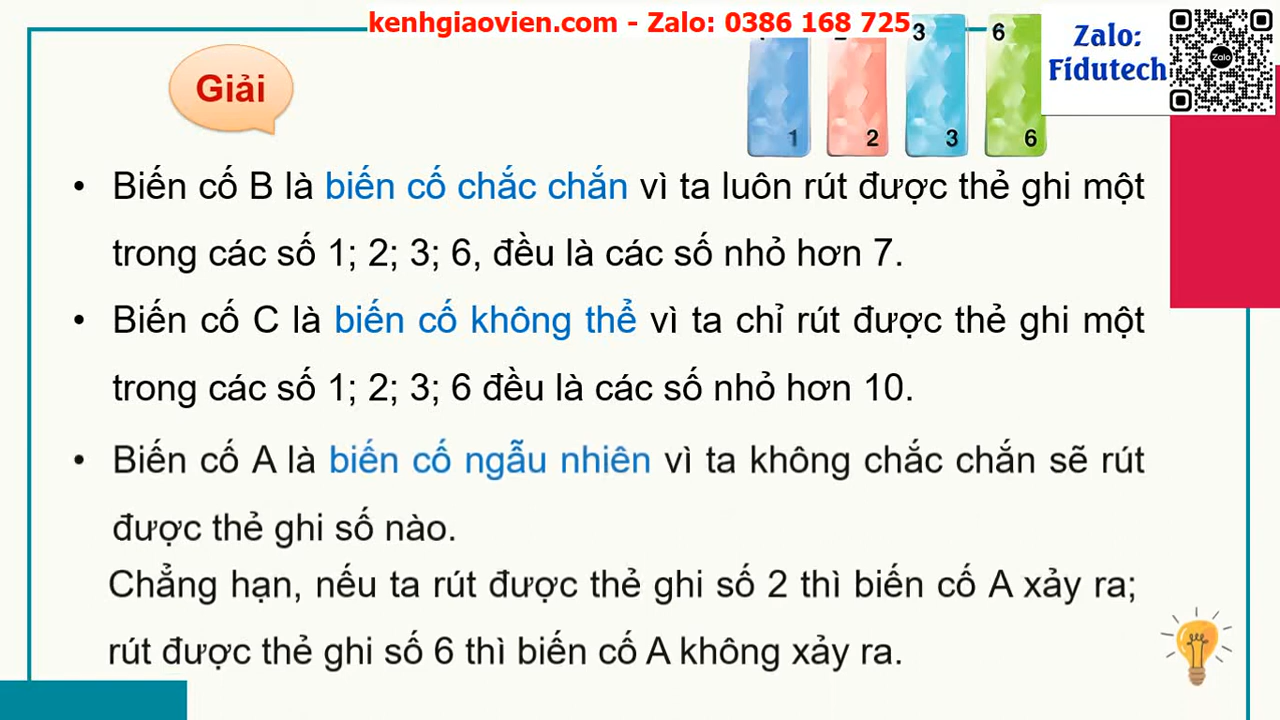 kenhgiaovien.com - Zalo: 0386 168 725
3
6
Zalo:
Fidutech
Zalo
Giải
1
2
3
6
• Biến cố B là biến cố chắc chắn vì ta luôn rút được thẻ ghi một
trong các số 1; 2; 3; 6, đều là các số nhỏ hơn 7.
• Biến cố C là biến cố không thể vì ta chỉ rút được thẻ ghi một
trong các số 1; 2; 3; 6 đều là các số nhỏ hơn 10.
• Biến cố A là biến cố ngẫu nhiên vì ta không chắc chắn sẽ rút
được thẻ ghi số nào.
Chẳng hạn, nếu ta rút được thẻ ghi số 2 thì biến cố A xảy ra;
rút được thẻ ghi số 6 thì biến cố A không xảy ra.